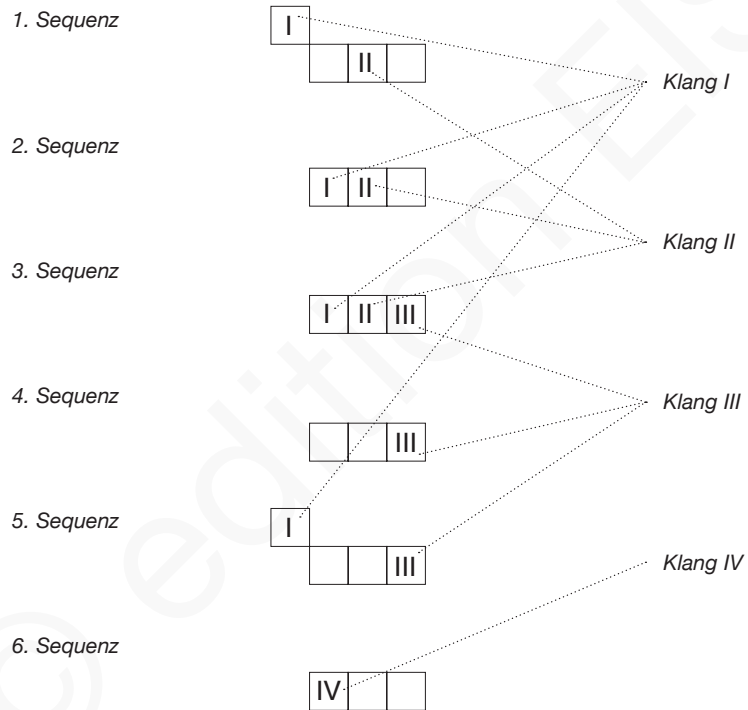 1. Sequenz
I
II
Klang I
2. Sequenz
I II
Klang II
3. Sequenz
I II III
4. Sequenz
Klang III
III
5. Sequenz
I
III
Klang IV
6. Sequenz
IV
© edition